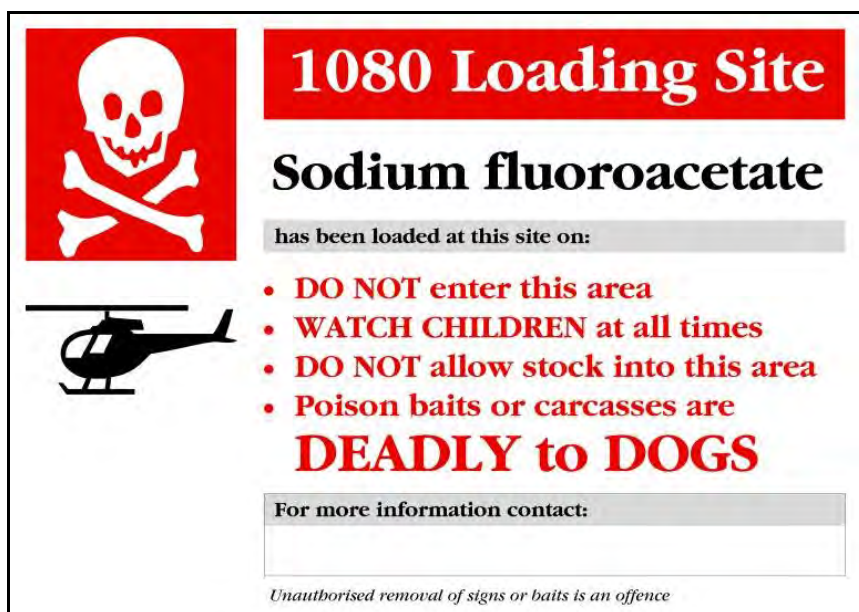 1080 Loading Site
Sodium fluoroacetate
has been loaded at this site on:
• DO NOT enter this area
• WATCH CHILDREN at all times
• DO NOT allow stock into this area
• Poison baits or carcasses are
DEADLY to DOGS
For more information contact:
Unauthorised removal of signs or baits is an offence